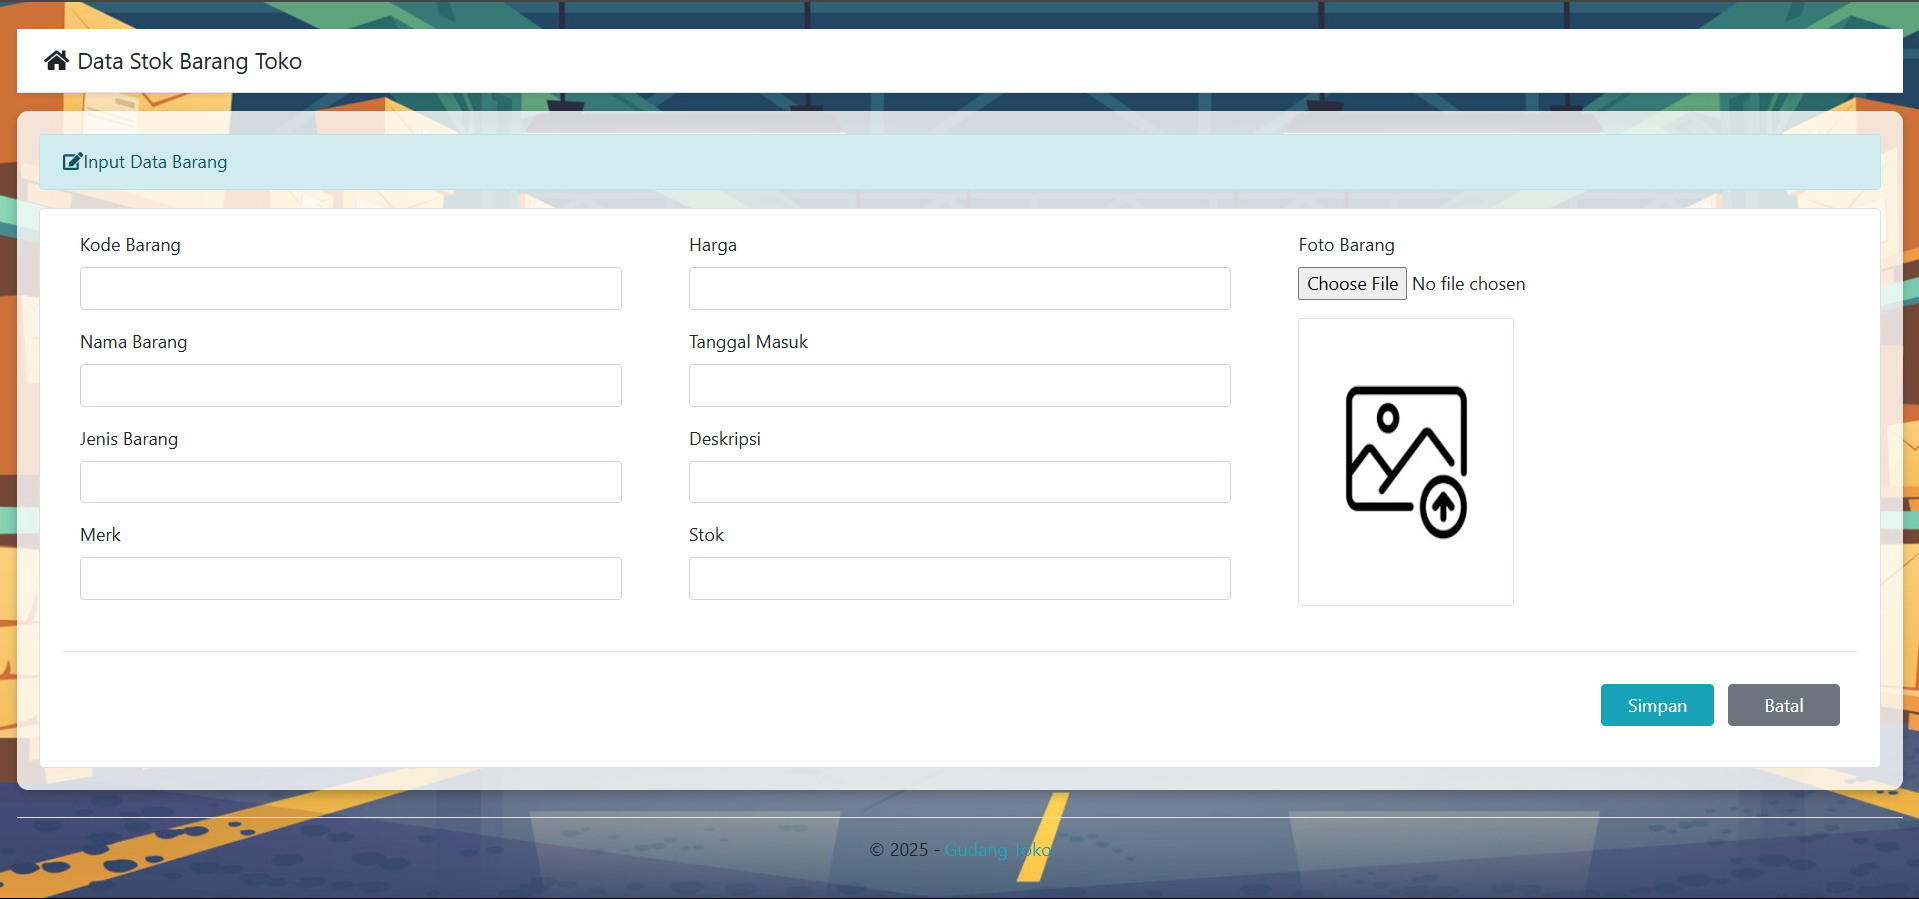 Data Stok Barang Toko
Input Data Barang
Kode Barang
Nama Barang
Jenis Barang
Merk
Harga
Tanggal Masuk
Deskripsi
Stok
Foto Barang
Choose File No file chosen
Simpan Batal
© 2025 - Gudang Toko